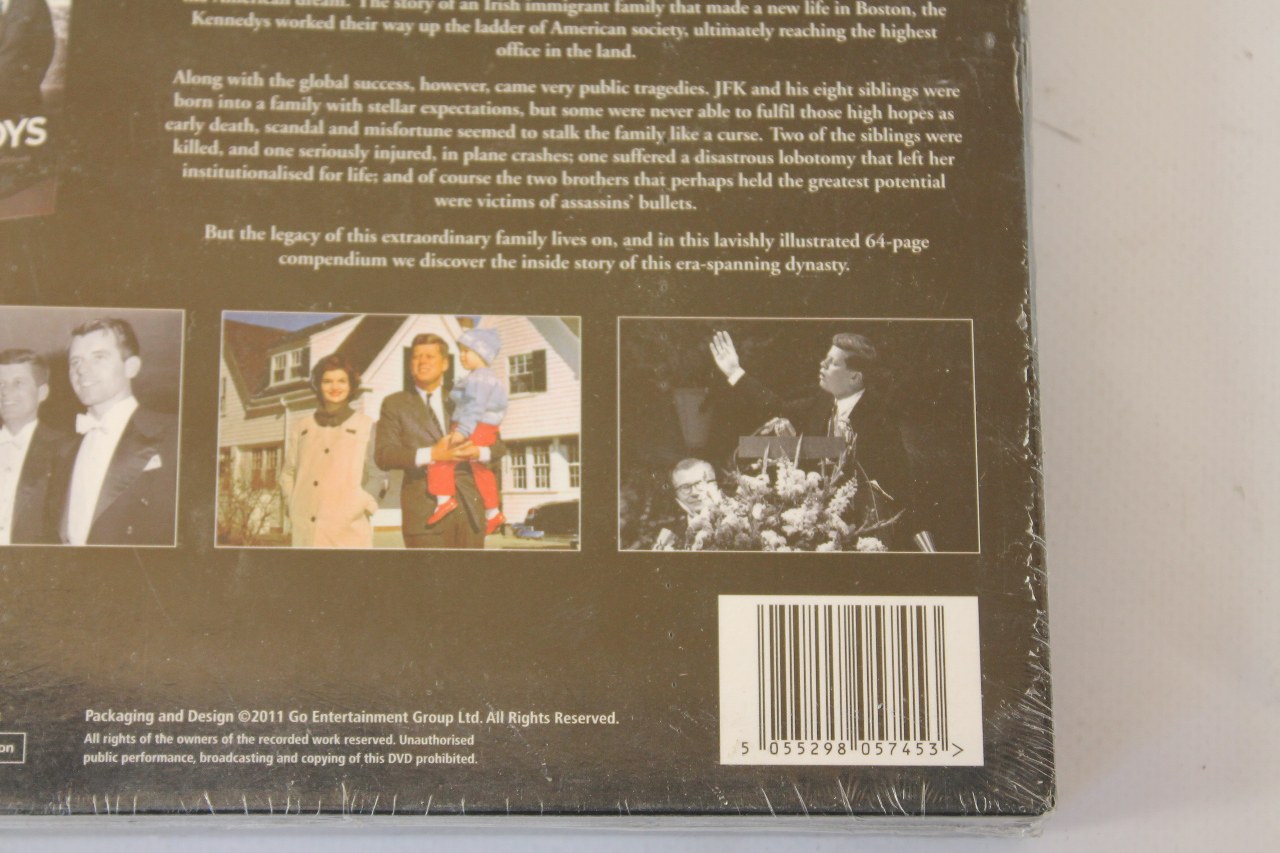 the American dream. The story of an Irish immigrant family that made a new life in Boston, the
Kennedys worked their way up the ladder of American society, ultimately reaching the highest
office in the land.
Along with the global success, however, came very public tragedies. JFK and his eight siblings were
born into a family with stellar expectations, but some were never able to fulfil those high hopes as
early death, scandal and misfortune seemed to stalk the family like a curse. Two of the siblings were
killed, and one seriously injured, in plane crashes; one suffered a disastrous lobotomy that left her
institutionalised for life; and of course the two brothers that perhaps held the greatest potential
were victims of assassins' bullets.
But the legacy of this extraordinary family lives on, and in this lavishly illustrated 64-page
compendium we discover the inside story of this era-spanning dynasty.
OYS
Packaging and Design ©2011 Go Entertainment Group Ltd. All Rights Reserved.
All rights of the owners of the recorded work reserved. Unauthorised
public performance, broadcasting and copying of this DVD prohibited.
on
5 055298 057453 >